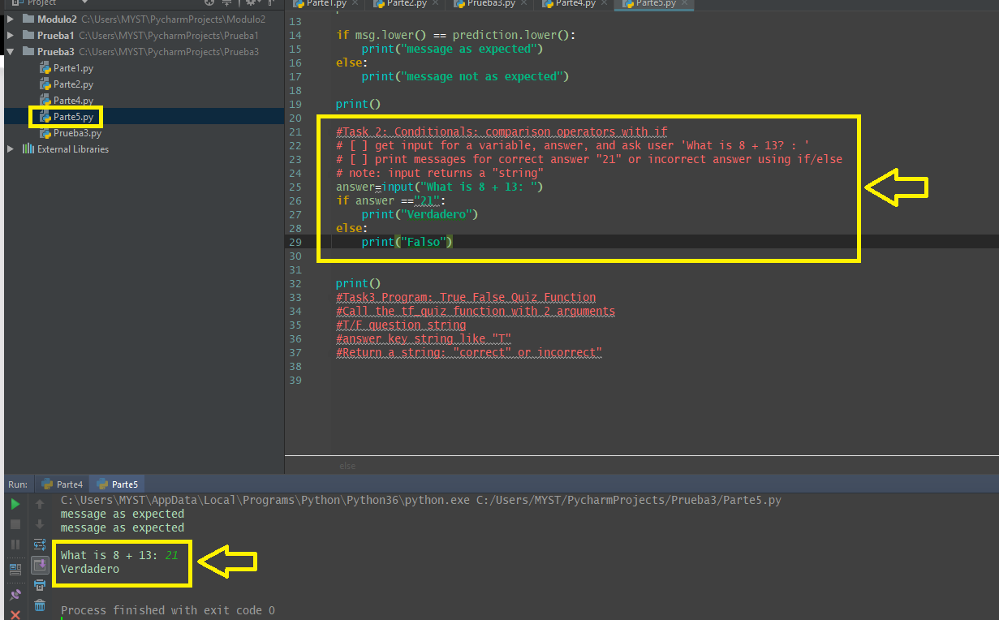 Project
Parte1.py
Parte2.py
Prueba3.py
Parte4.py
Parte5.py
Modulo2 C:\Users\MYST\PycharmProjects\Modulo2
Prueba1 C:\Users\MYST\PycharmProjects\Prueba1
Prueba3 C:\Users\MYST\PycharmProjects\Prueba3
Parte1.py
Parte2.py
Parte4.py
Parte5.py
Prueba3.py
External Libraries
13
14 if msg.lower() == prediction.lower():
15 print("message as expected")
16 else:
17 print("message not as expected")
18
19 print()
20
21 #Task 2: Conditionals: comparison operators with if
22 # [ ] get input for a variable, answer, and ask user 'What is 8 + 13? : '
23 # [ ] print messages for correct answer "21" or incorrect answer using if/else
24 # note: input returns a "string"
25 answer=input("What is 8 + 13: ")
26 if answer =="21":
27 print("Verdadero")
28 else:
29 print("Falso")
30
31
32 print()
33 #Task3 Program: True False Quiz Function
34 #Call the tf_quiz function with 2 arguments
35 #T/F question string
36 #answer key string like "T"
37 #Return a string: "correct" or incorrect"
38
39
else
Run: Parte4 Parte5
C:\Users\MYST\AppData\Local\Programs\Python\Python36\python.exe C:/Users/MYST/PycharmProjects/Prueba3/Parte5.py
message as expected
message as expected
What is 8 + 13: 21
Verdadero
Process finished with exit code 0